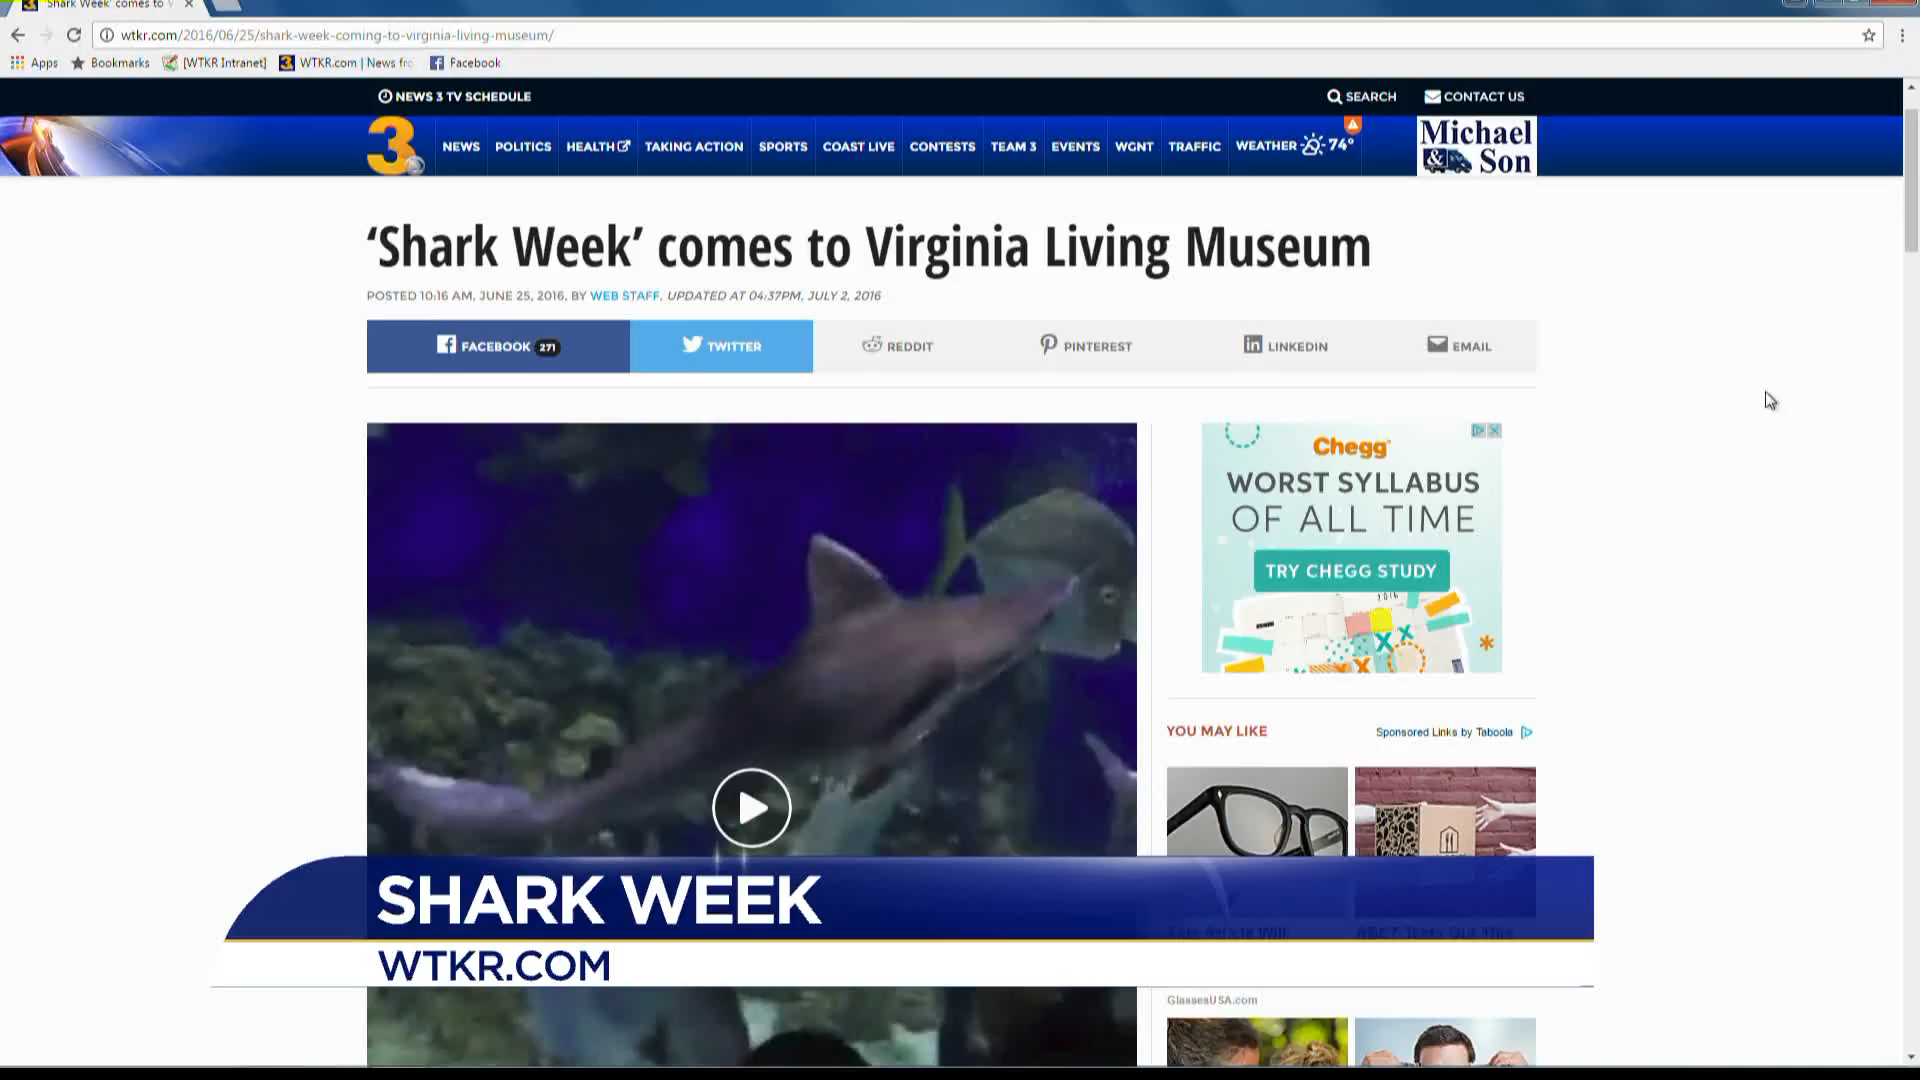 'Shark Week' comes to V
wtkr.com/2016/06/25/shark-week-coming-to-virginia-living-museum/
Apps Bookmarks [WTKR Intranet] WTKR.com | News fro Facebook
NEWS 3 TV SCHEDULE SEARCH CONTACT US
3 NEWS POLITICS HEALTH TAKING ACTION SPORTS COAST LIVE CONTESTS TEAM 3 EVENTS WGNT TRAFFIC WEATHER 74°
Michael
& Son
‘Shark Week’ comes to Virginia Living Museum
POSTED 10:16 AM, JUNE 25, 2016, BY WEB STAFF, UPDATED AT 04:37PM, JULY 2, 2016
FACEBOOK 271 TWITTER REDDIT PINTEREST LINKEDIN EMAIL
Chegg
WORST SYLLABUS
OF ALL TIME
TRY CHEGG STUDY
2016
YOU MAY LIKE Sponsored Links by Taboola
SHARK WEEK
WTKR.COM
GlassesUSA.com